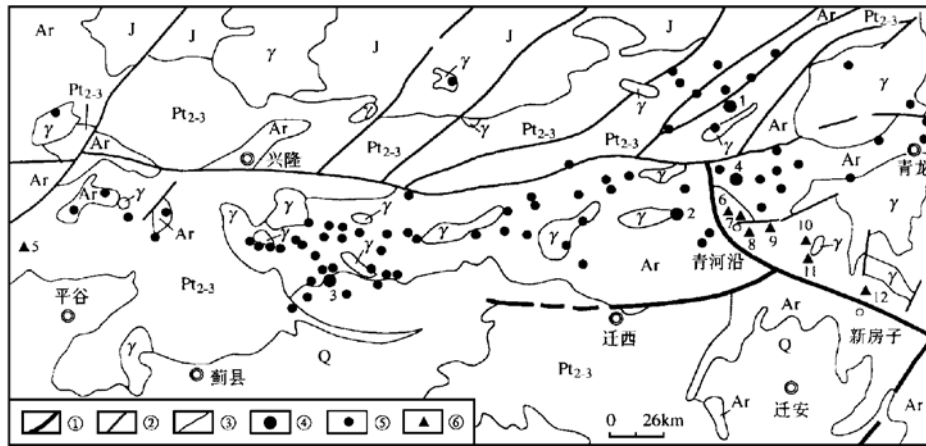 Ar J J γ J J Ar Pt₂₋₃
γ γ γ
Pt₂₋₃ γ 1 γ
Pt₂₋₃ Ar Pt₂₋₃ γ Pt₂₋₃ Pt₂₋₃ γ Ar
Ar 兴隆 青龙
Ar γ γ 4 Ar
Ar γ γ γ 2 6 7 8 9 10
5 Ar γ γ γ 青河沿 11 γ
Pt₂₋₃ 3 Ar γ 12
平谷 Ar 新房子
γ Q 迁西 Q
蓟县 Pt₂₋₃ 迁安 Ar Ar
① ② ③ ④ ⑤ ⑥ 0 26km